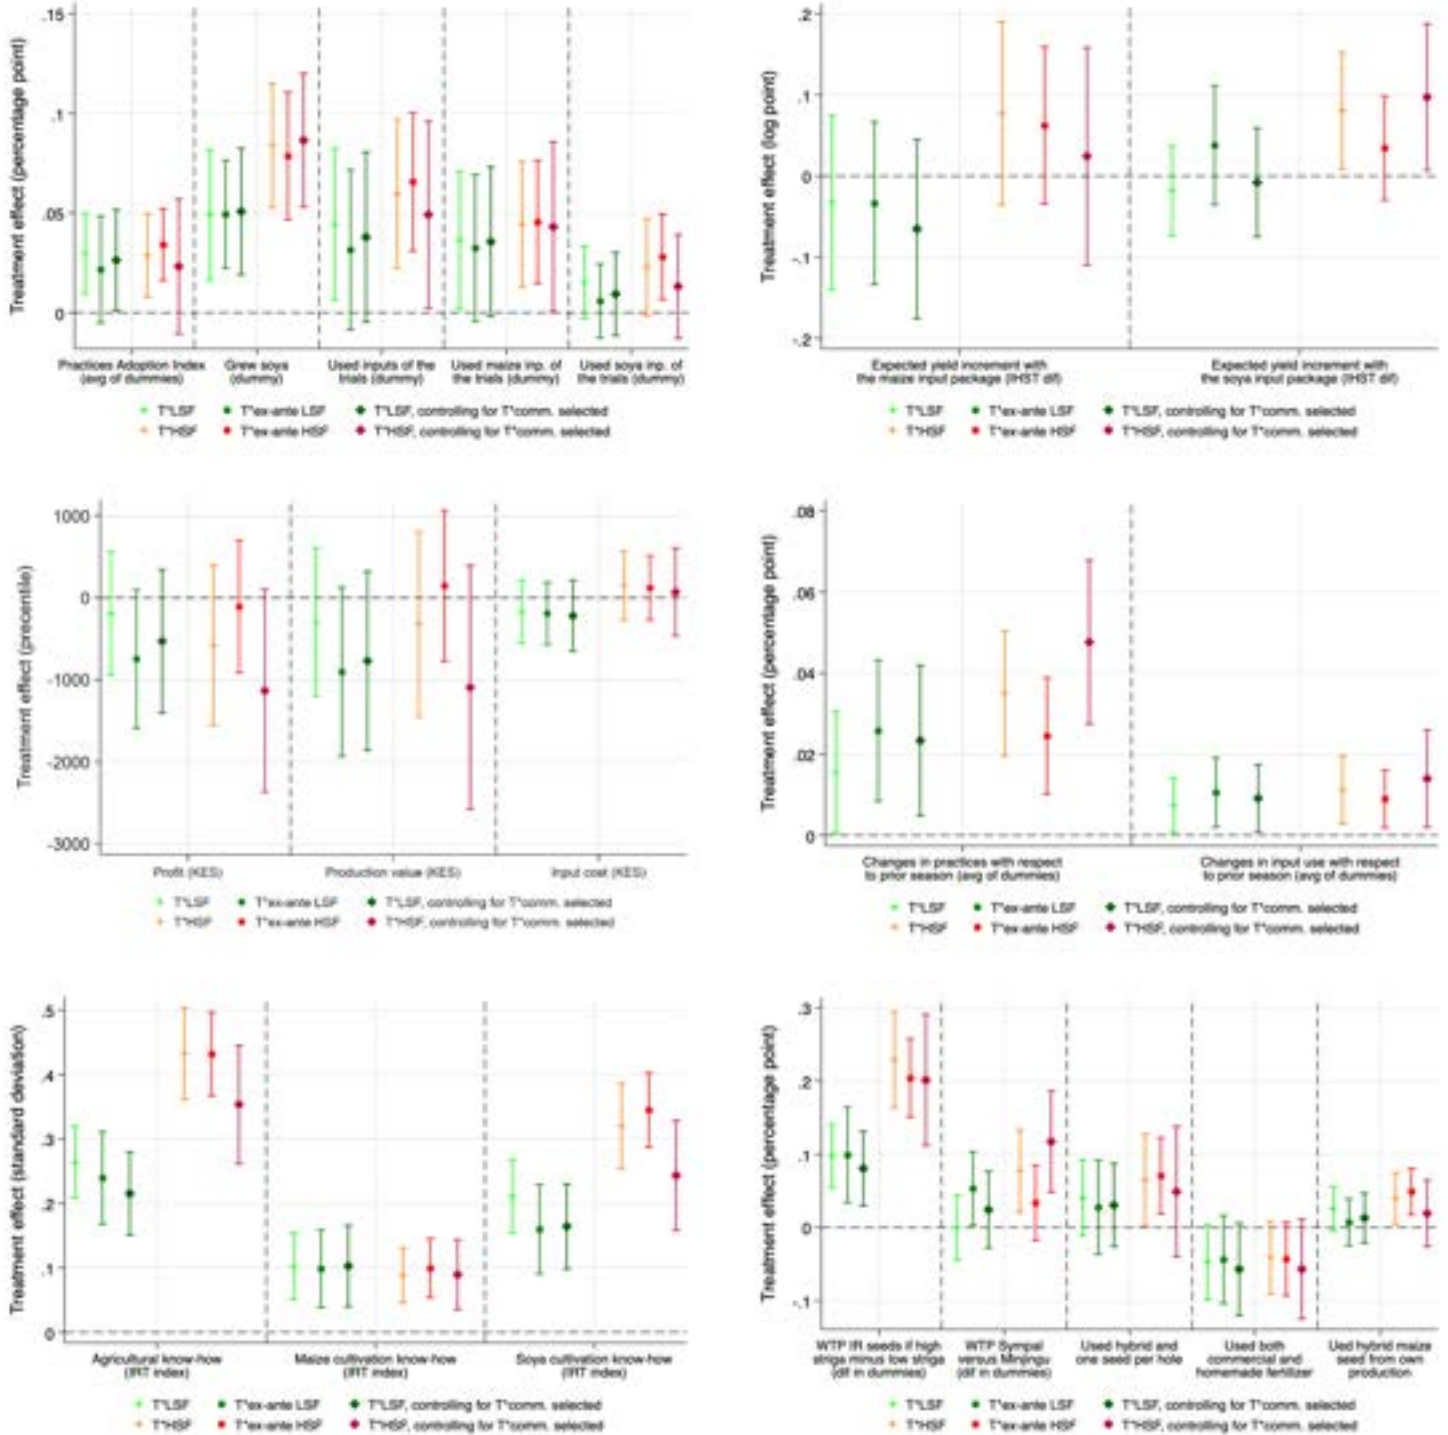 Treatment effect (percentage point)
.15
.1
.05
0
Practices Adoption Index
(avg of dummies)
Grew soya
(dummy)
Used inputs of the
trials (dummy)
Used maize inp. of
the trials (dummy)
Used soya inp. of
the trials (dummy)
T*LSF T*ex-ante LSF T*LSF, controlling for T*comm. selected
T*HSF T*ex-ante HSF T*HSF, controlling for T*comm. selected
Treatment effect (log point)
.2
.1
0
-.1
-.2
Expected yield increment with
the maize input package (IHST dif)
Expected yield increment with
the soya input package (IHST dif)
T*LSF T*ex-ante LSF T*LSF, controlling for T*comm. selected
T*HSF T*ex-ante HSF T*HSF, controlling for T*comm. selected
Treatment effect (precentile)
1000
0
-1000
-2000
-3000
Profit (KES)
Production value (KES)
Input cost (KES)
T*LSF T*ex-ante LSF T*LSF, controlling for T*comm. selected
T*HSF T*ex-ante HSF T*HSF, controlling for T*comm. selected
Treatment effect (percentage point)
.08
.06
.04
.02
0
Changes in practices with respect
to prior season (avg of dummies)
Changes in input use with respect
to prior season (avg of dummies)
T*LSF T*ex-ante LSF T*LSF, controlling for T*comm. selected
T*HSF T*ex-ante HSF T*HSF, controlling for T*comm. selected
Treatment effect (standard deviation)
.5
.4
.3
.2
.1
0
Agricultural know-how
(IRT index)
Maize cultivation know-how
(IRT index)
Soya cultivation know-how
(IRT index)
T*LSF T*ex-ante LSF T*LSF, controlling for T*comm. selected
T*HSF T*ex-ante HSF T*HSF, controlling for T*comm. selected
Treatment effect (percentage point)
.3
.2
.1
0
-.1
WTP IR seeds if high
striga minus low striga
(dif in dummies)
WTP Sympal
versus Minjingu
(dif in dummies)
Used hybrid and
one seed per hole
Used both
commercial and
homemade fertilizer
Ued hybrid maize
seed from own
production
T*LSF T*ex-ante LSF T*LSF, controlling for T*comm. selected
T*HSF T*ex-ante HSF T*HSF, controlling for T*comm. selected